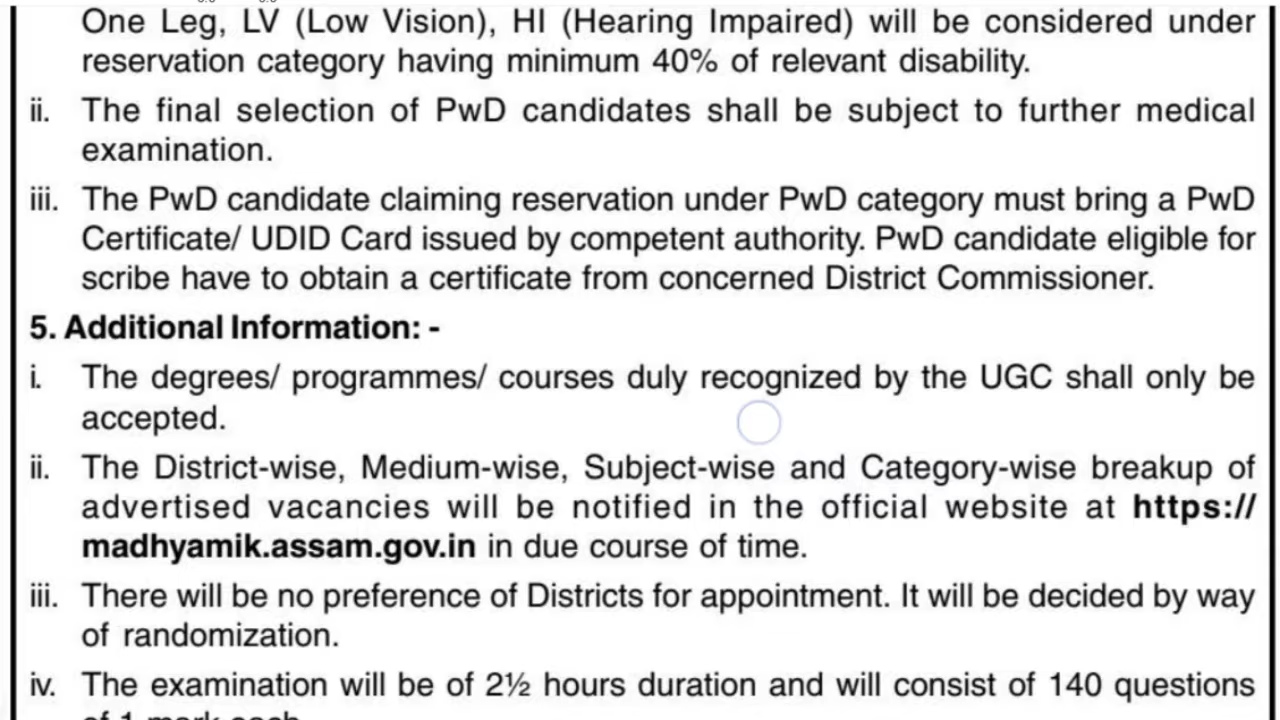 One Leg, LV (Low Vision), HI (Hearing Impaired) will be considered under
reservation category having minimum 40% of relevant disability.
ii. The final selection of PwD candidates shall be subject to further medical
examination.
iii. The PwD candidate claiming reservation under PwD category must bring a PwD
Certificate/ UDID Card issued by competent authority. PwD candidate eligible for
scribe have to obtain a certificate from concerned District Commissioner.
5. Additional Information: -
i. The degrees/ programmes/ courses duly recognized by the UGC shall only be
accepted.
ii. The District-wise, Medium-wise, Subject-wise and Category-wise breakup of
advertised vacancies will be notified in the official website at https://
madhyamik.assam.gov.in in due course of time.
iii. There will be no preference of Districts for appointment. It will be decided by way
of randomization.
iv. The examination will be of 2½ hours duration and will consist of 140 questions
of 1 mark each